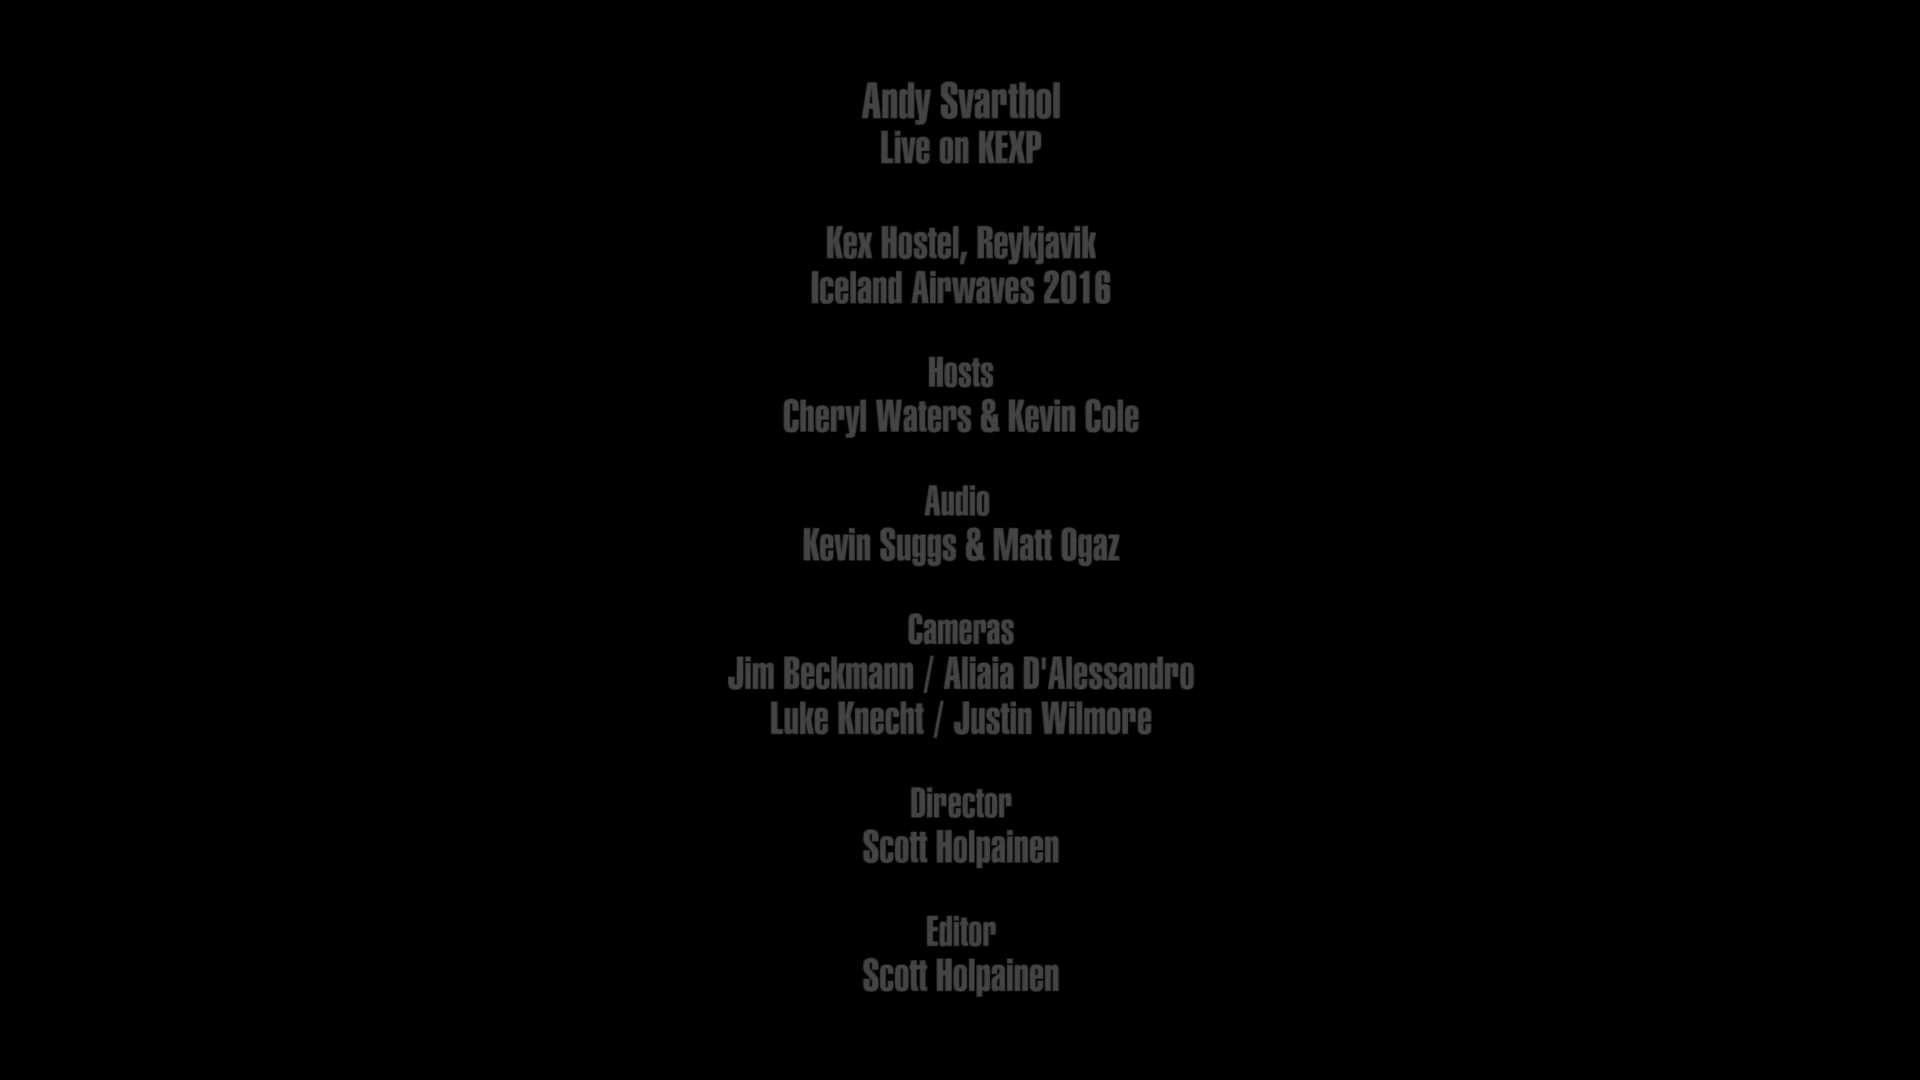 Andy Svarthol
Live on KEXP
Kex Hostel, Reykjavik
Iceland Airwaves 2016
Hosts
Cheryl Waters & Kevin Cole
Audio
Kevin Suggs & Matt Ogaz
Cameras
Jim Beckmann / Aliaia D'Alessandro
Luke Knecht / Justin Wilmore
Director
Scott Holpainen
Editor
Scott Holpainen